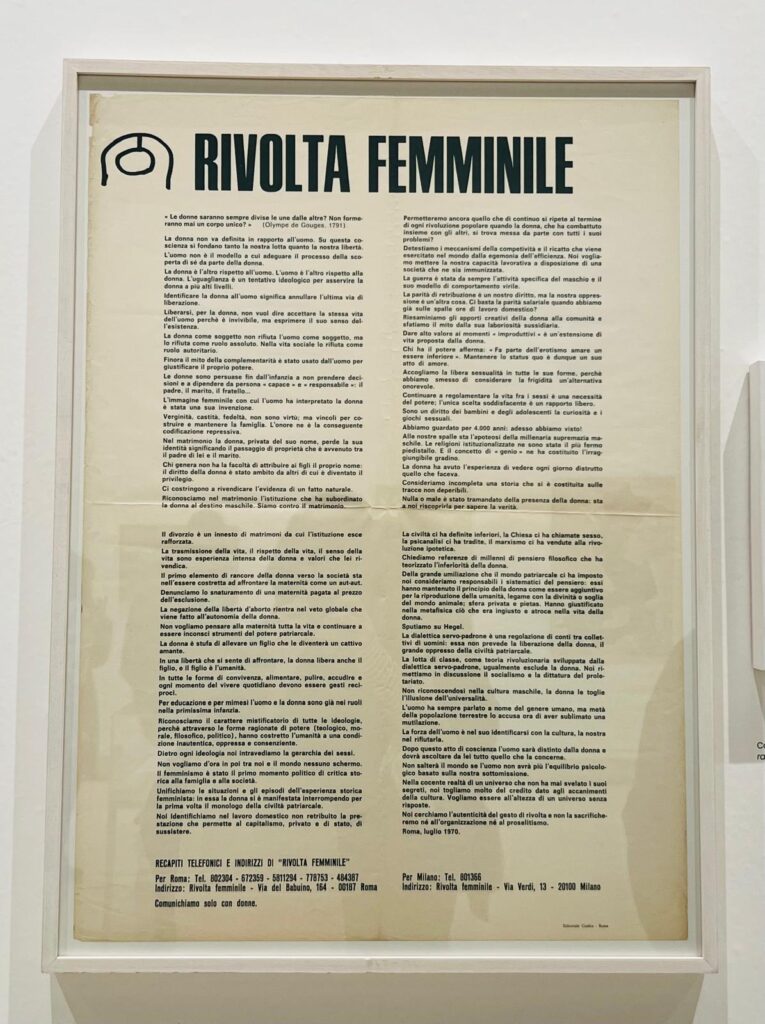 RIVOLTA FEMMINILE
« Le donne saranno sempre divise le une dalle altre? Non forme-
ranno mai un corpo unico? » (Olympe de Gouges, 1791).
La donna non va definita in rapporto all'uomo. Su questa co-
scienza si fondano tanto la nostra lotta quanto la nostra libertà.
L'uomo non è il modello a cui adeguare il processo della sco-
perta di sé da parte della donna.
La donna è l'altro rispetto all'uomo. L'uomo è l'altro rispetto alla
donna. L'uguaglianza è un tentativo ideologico per asservire la
donna a più alti livelli.
Identificare la donna all'uomo significa annullare l'ultima via di
liberazione.
Liberarsi, per la donna, non vuol dire accettare la stessa vita
dell'uomo perchè è invivibile, ma esprimere il suo senso del-
l'esistenza.
La donna come soggetto non rifiuta l'uomo come soggetto, ma
lo rifiuta come ruolo assoluto. Nella vita sociale lo rifiuta come
ruolo autoritario.
Finora il mito della complementarità è stato usato dall'uomo per
giustificare il proprio potere.
Le donne sono persuase fin dall'infanzia a non prendere deci-
sioni e a dipendere da persona « capace » e « responsabile »: il
padre, il marito, il fratello...
L'immagine femminile con cui l'uomo ha interpretato la donna
è stata una sua invenzione.
Verginità, castità, fedeltà, non sono virtù; ma vincoli per co-
struire e mantenere la famiglia. L'onore ne è la conseguente
codificazione repressiva.
Nel matrimonio la donna, privata del suo nome, perde la sua
identità significando il passaggio di proprietà che è avvenuto tra
il padre di lei e il marito.
Chi genera non ha la facoltà di attribuire ai figli il proprio nome:
il diritto della donna è stato ambito da altri di cui è diventato il
privilegio.
Ci costringono a rivendicare l'evidenza di un fatto naturale.
Riconosciamo nel matrimonio l'istituzione che ha subordinato
la donna al destino maschile. Siamo contro il matrimonio.
Il divorzio è un innesto di matrimoni da cui l'istituzione esce
rafforzata.
La trasmissione della vita, il rispetto della vita, il senso della
vita sono esperienza intensa della donna e valori che lei ri-
vendica.
Il primo elemento di rancore della donna verso la società sta
nell'essere costretta ad affrontare la maternità come un aut-aut.
Denunciamo lo snaturamento di una maternità pagata al prezzo
dell'esclusione.
La negazione della libertà d'aborto rientra nel veto globale che
viene fatto all'autonomia della donna.
Non vogliamo pensare alla maternità tutta la vita e continuare a
essere inconsci strumenti del potere patriarcale.
La donna è stufa di allevare un figlio che le diventerà un cattivo
amante.
In una libertà che si sente di affrontare, la donna libera anche il
figlio, e il figlio è l'umanità.
In tutte le forme di convivenza, alimentare, pulire, accudire e
ogni momento del vivere quotidiano devono essere gesti reci-
proci.
Per educazione e per mimesi l'uomo e la donna sono già nei ruoli
nella primissima infanzia.
Riconosciamo il carattere mistificatorio di tutte le ideologie,
perchè attraverso le forme ragionate di potere (teologico, mo-
rale, filosofico, politico), hanno costretto l'umanità a una condi-
zione inautentica, oppressa e consenziente.
Dietro ogni ideologia noi intravediamo la gerarchia dei sessi.
Non vogliamo d'ora in poi tra noi e il mondo nessuno schermo.
Il femminismo è stato il primo momento politico di critica sto-
rica alla famiglia e alla società.
Unifichiamo le situazioni e gli episodi dell'esperienza storica
femminista: in essa la donna si è manifestata interrompendo per
la prima volta il monologo della civiltà patriarcale.
Noi identifichiamo nel lavoro domestico non retribuito la pre-
stazione che permette al capitalismo, privato e di stato, di
sussistere.
Permetteremo ancora quello che di continuo si ripete al termine
di ogni rivoluzione popolare quando la donna, che ha combattuto
insieme con gli altri, si trova messa da parte con tutti i suoi
problemi?
Detestiamo i meccanismi della competitività e il ricatto che viene
esercitato nel mondo dalla egemonia dell'efficienza. Noi voglia-
mo mettere la nostra capacità lavorativa a disposizione di una
società che ne sia immunizzata.
La guerra è stata da sempre l'attività specifica del maschio e il
suo modello di comportamento virile.
La parità di retribuzione è un nostro diritto, ma la nostra oppres-
sione è un'altra cosa. Ci basta la parità salariale quando abbiamo
già sulle spalle ore di lavoro domestico?
Riesaminiamo gli apporti creativi della donna alla comunità e
sfatiamo il mito della sua laboriosità sussidiaria.
Dare alto valore ai momenti « improduttivi » è un'estensione di
vita proposta dalla donna.
Chi ha il potere afferma: « Fa parte dell'erotismo amare un
essere inferiore ». Mantenere lo status quo è dunque un suo
atto di amore.
Accogliamo la libera sessualità in tutte le sue forme, perchè
abbiamo smesso di considerare la frigidità un'alternativa
onorevole.
Continuare a regolamentare la vita fra i sessi è una necessità
del potere; l'unica scelta soddisfacente è un rapporto libero.
Sono un diritto dei bambini e degli adolescenti la curiosità e i
giochi sessuali.
Abbiamo guardato per 4.000 anni: adesso abbiamo visto!
Alle nostre spalle sta l'apoteosi della millenaria supremazia ma-
schile. Le religioni istituzionalizzate ne sono state il più fermo
piedistallo. E il concetto di « genio » ne ha costituito l'irrag-
giungibile gradino.
La donna ha avuto l'esperienza di vedere ogni giorno distrutto
quello che faceva.
Consideriamo incompleta una storia che si è costituita sulle
tracce non deperibili.
Nulla o male è stato tramandato della presenza della donna: sta
a noi riscoprirla per sapere la verità.
La civiltà ci ha definite inferiori, la Chiesa ci ha chiamate sesso,
la psicanalisi ci ha tradite, il marxismo ci ha vendute alla rivo-
luzione ipotetica.
Chiediamo referenze di millenni di pensiero filosofico che ha
teorizzato l'inferiorità della donna.
Della grande umiliazione che il mondo patriarcale ci ha imposto
noi consideriamo responsabili i sistematici del pensiero: essi
hanno mantenuto il principio della donna come essere aggiuntivo
per la riproduzione della umanità, legame con la divinità o soglia
del mondo animale; sfera privata e pietas. Hanno giustificato
nella metafisica ciò che era ingiusto e atroce nella vita della
donna.
Sputiamo su Hegel.
La dialettica servo-padrone è una regolazione di conti tra collet-
tivi di uomini: essa non prevede la liberazione della donna, il
grande oppresso della civiltà patriarcale.
La lotta di classe, come teoria rivoluzionaria sviluppata dalla
dialettica servo-padrone, ugualmente esclude la donna. Noi ri-
mettiamo in discussione il socialismo e la dittatura del prole-
tariato.
Non riconoscendosi nella cultura maschile, la donna le toglie
l'illusione dell'universalità.
L'uomo ha sempre parlato a nome del genere umano, ma metà
della popolazione terrestre lo accusa ora di aver sublimato una
mutilazione.
La forza dell'uomo è nel suo identificarsi con la cultura, la nostra
nel rifiutarla.
Dopo questo atto di coscienza l'uomo sarà distinto dalla donna e
dovrà ascoltare da lei tutto quello che la concerne.
Non salterà il mondo se l'uomo non avrà più l'equilibrio psicolo-
gico basato sulla nostra sottomissione.
Nella cocente realtà di un universo che non ha mai svelato i suoi
segreti, noi togliamo molto del credito dato agli accanimenti
della cultura. Vogliamo essere all'altezza di un universo senza
risposte.
Noi cerchiamo l'autenticità del gesto di rivolta e non la sacrifiche-
remo né all'organizzazione né al proselitismo.
Roma, luglio 1970.
RECAPITI TELEFONICI E INDIRIZZI DI "RIVOLTA FEMMINILE"
Per Roma: Tel. 802304 - 672359 - 5811294 - 778753 - 484387
Indirizzo: Rivolta femminile - Via del Babuino, 164 - 00187 Roma
Comunichiamo solo con donne.
Per Milano: Tel. 801366
Indirizzo: Rivolta femminile - Via Verdi, 13 - 20100 Milano
Roma